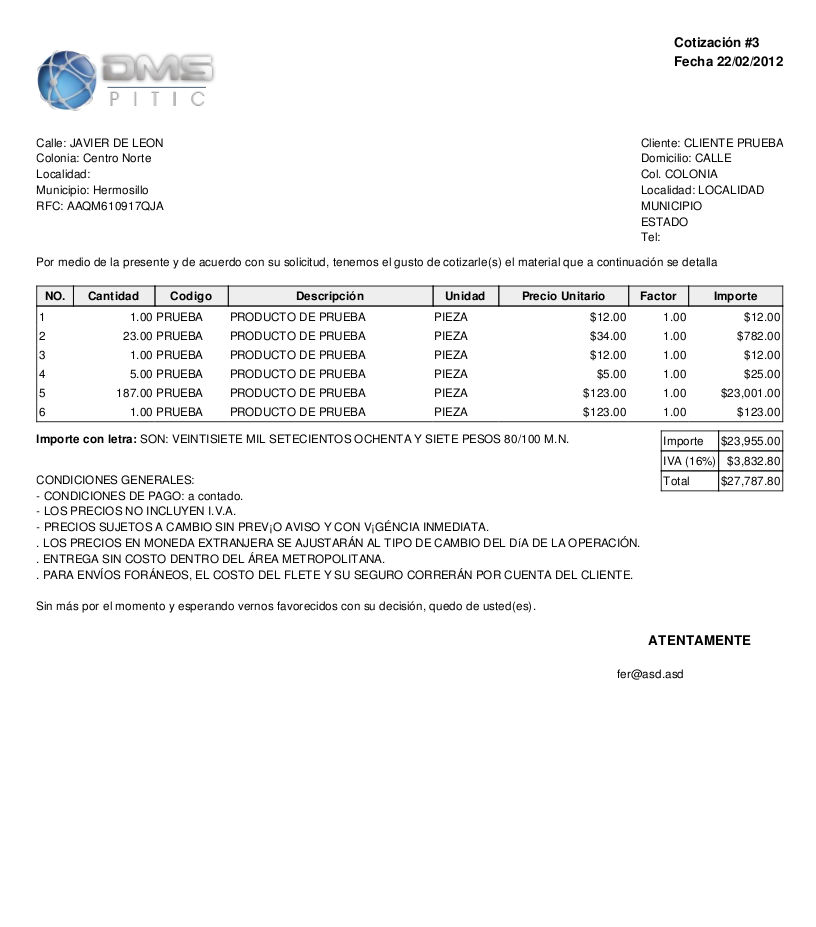 DMS
PITIC
Cotización #3
Fecha 22/02/2012
Calle: JAVIER DE LEON
Colonia: Centro Norte
Localidad:
Municipio: Hermosillo
RFC: AAQM610917QJA
Cliente: CLIENTE PRUEBA
Domicilio: CALLE
Col. COLONIA
Localidad: LOCALIDAD
MUNICIPIO
ESTADO
Tel:
Por medio de la presente y de acuerdo con su solicitud, tenemos el gusto de cotizarle(s) el material que a continuación se detalla
NO. Cantidad Codigo Descripción Unidad Precio Unitario Factor Importe
1 1.00 PRUEBA PRODUCTO DE PRUEBA PIEZA $12.00 1.00 $12.00
2 23.00 PRUEBA PRODUCTO DE PRUEBA PIEZA $34.00 1.00 $782.00
3 1.00 PRUEBA PRODUCTO DE PRUEBA PIEZA $12.00 1.00 $12.00
4 5.00 PRUEBA PRODUCTO DE PRUEBA PIEZA $5.00 1.00 $25.00
5 187.00 PRUEBA PRODUCTO DE PRUEBA PIEZA $123.00 1.00 $23,001.00
6 1.00 PRUEBA PRODUCTO DE PRUEBA PIEZA $123.00 1.00 $123.00
Importe con letra: SON: VEINTISIETE MIL SETECIENTOS OCHENTA Y SIETE PESOS 80/100 M.N.
Importe $23,955.00
IVA (16%) $3,832.80
Total $27,787.80
CONDICIONES GENERALES:
- CONDICIONES DE PAGO: a contado.
- LOS PRECIOS NO INCLUYEN I.V.A.
- PRECIOS SUJETOS A CAMBIO SIN PREV¡O AVISO Y CON V¡GÉNCIA INMEDIATA.
. LOS PRECIOS EN MONEDA EXTRANJERA SE AJUSTARÁN AL TIPO DE CAMBIO DEL DíA DE LA OPERACIÓN.
. ENTREGA SIN COSTO DENTRO DEL ÁREA METROPOLITANA.
. PARA ENVÍOS FORÁNEOS, EL COSTO DEL FLETE Y SU SEGURO CORRERÁN POR CUENTA DEL CLIENTE.
Sin más por el momento y esperando vernos favorecidos con su decisión, quedo de usted(es).
ATENTAMENTE
fer@asd.asd